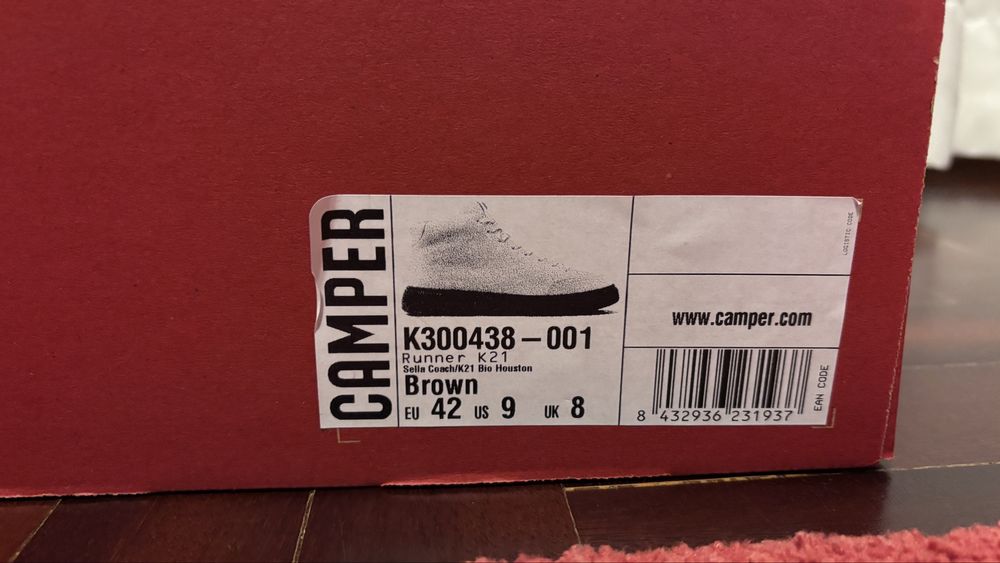 CAMPER
K300438-001
Runner K21
Sella Coach/K21 Bio Houston
Brown
EU 42 US 9 UK 8
LOGISTIC CODE
www.camper.com
8 432936 231937
EAN CODE